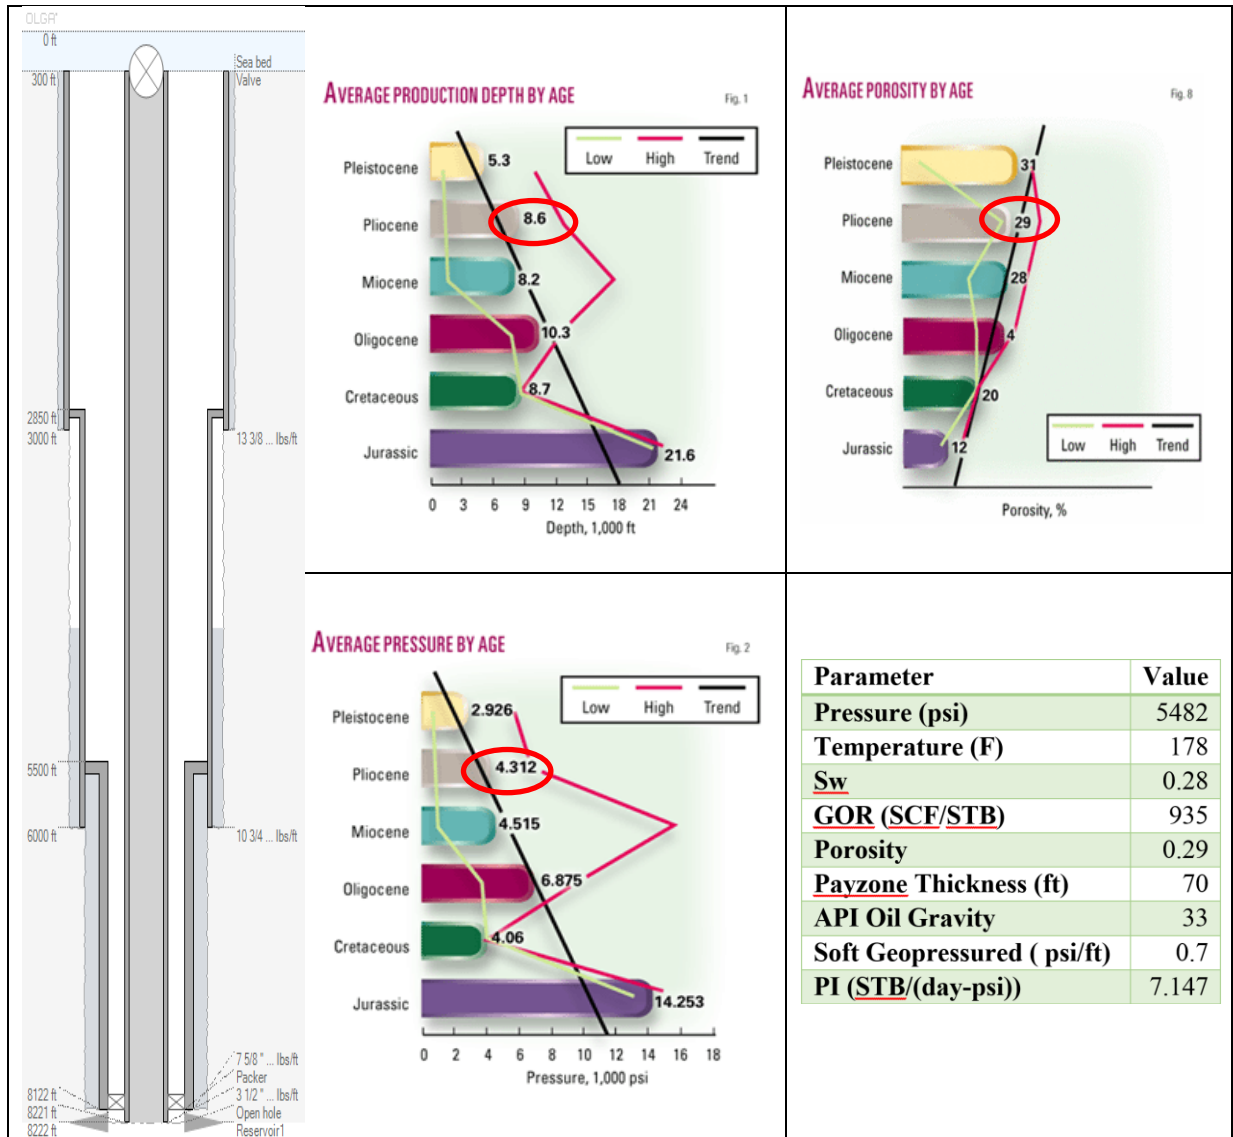 OLGA
0 ft
Sea bed
300 ft
Valve
2850 ft
3000 ft
13 3/8 ... lbs/ft
5500 ft
6000 ft
10 3/4 ... lbs/ft
7 5/8 " ... lbs/ft
Packer
8122 ft
3 1/2 " ... lbs/ft
8221 ft
Open hole
8222 ft
Reservoir1
AVERAGE PRODUCTION DEPTH BY AGE
Fig. 1
Low High Trend
Pleistocene 5.3
Pliocene 8.6
Miocene 8.2
Oligocene 10.3
Cretaceous 8.7
Jurassic 21.6
0 3 6 9 12 15 18 21 24
Depth, 1,000 ft
AVERAGE POROSITY BY AGE
Fig. 8
Pleistocene 31
Pliocene 29
Miocene 28
Oligocene 4
Cretaceous 20
Jurassic 12
Low High Trend
Porosity, %
AVERAGE PRESSURE BY AGE
Fig. 2
Low High Trend
Pleistocene 2.926
Pliocene 4.312
Miocene 4.515
Oligocene 6.875
Cretaceous 4.06
Jurassic 14.253
0 2 4 6 8 10 12 14 16 18
Pressure, 1,000 psi
Parameter Value
Pressure (psi) 5482
Temperature (F) 178
Sw 0.28
GOR (SCF/STB) 935
Porosity 0.29
Payzone Thickness (ft) 70
API Oil Gravity 33
Soft Geopressured ( psi/ft) 0.7
PI (STB/(day-psi)) 7.147